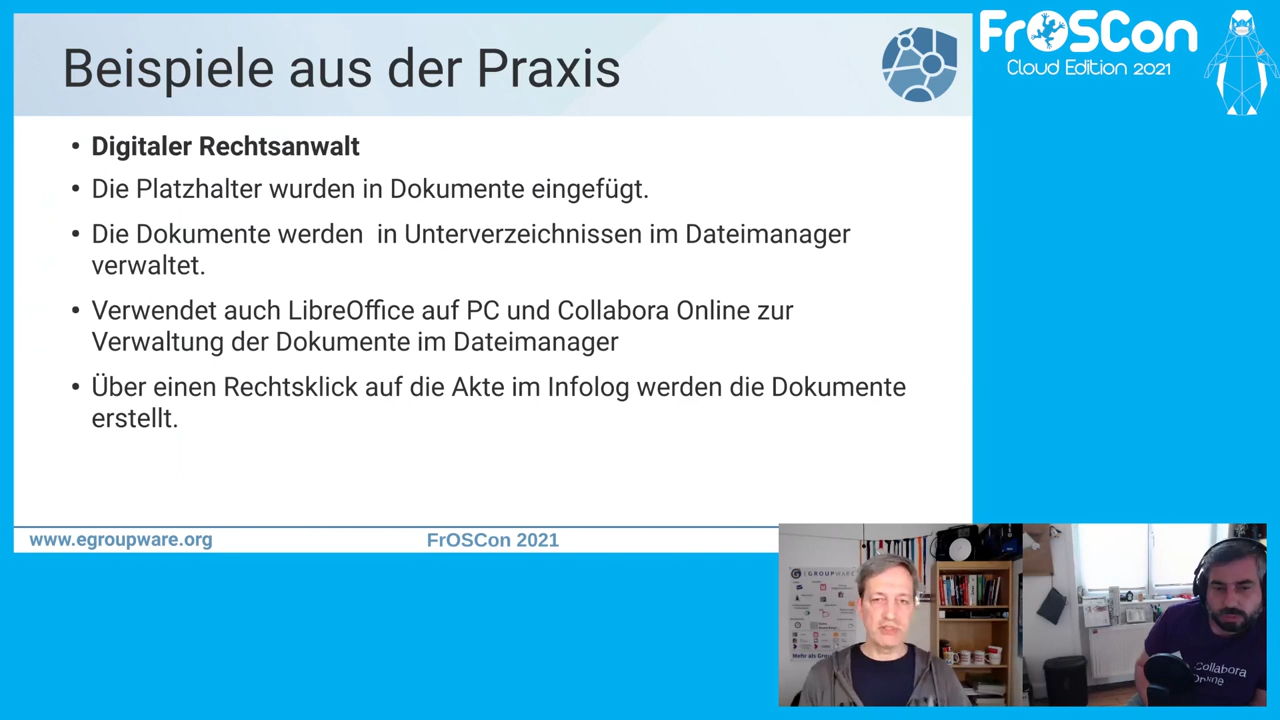 Beispiele aus der Praxis
FrOSCon
Cloud Edition 2021
• Digitaler Rechtsanwalt
• Die Platzhalter wurden in Dokumente eingefügt.
• Die Dokumente werden in Unterverzeichnissen im Dateimanager
verwaltet.
• Verwendet auch LibreOffice auf PC und Collabora Online zur
Verwaltung der Dokumente im Dateimanager
• Über einen Rechtsklick auf die Akte im Infolog werden die Dokumente
erstellt.
www.egroupware.org
FrOSCon 2021
EGROUPWARE
Collabora
Online